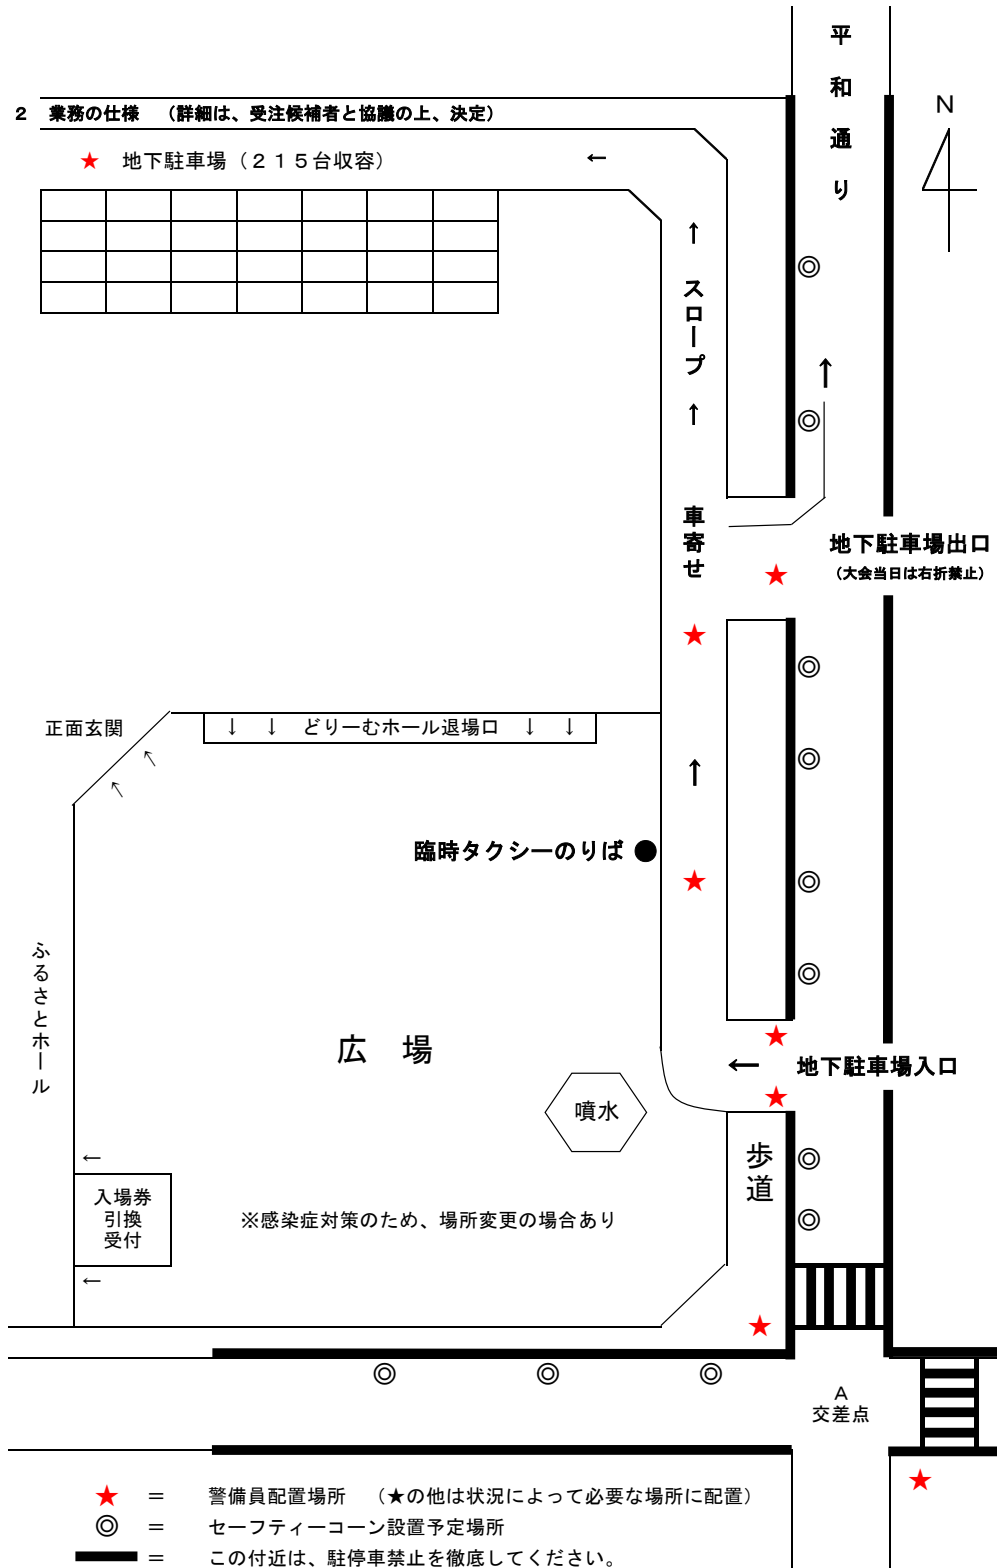 平和通り
N
２　業務の仕様　（詳細は、受注候補者と協議の上、決定）
★　地下駐車場（２１５台収容）
←
↑
スロープ
↑
↑
車寄せ
地下駐車場出口
（大会当日は右折禁止）
正面玄関
↓　↓　どりーむホール退場口　↓　↓
↑
臨時タクシーのりば ●
ふるさとホール
広　場
← 地下駐車場入口
噴水
歩道
←
入場券
引換
受付
※感染症対策のため、場所変更の場合あり
←
A
交差点
★　＝　警備員配置場所　（★の他は状況によって必要な場所に配置）
◎　＝　セーフティーコーン設置予定場所
＝　この付近は、駐停車禁止を徹底してください。